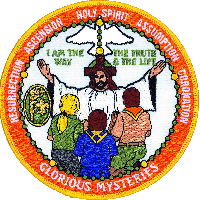 RESURRECTION ASCENSION HOLY SPIRIT ASSUMPTION CORONATION
I AM THE WAY
THE TRUTH & THE LIFE
GLORIOUS MYSTERIES